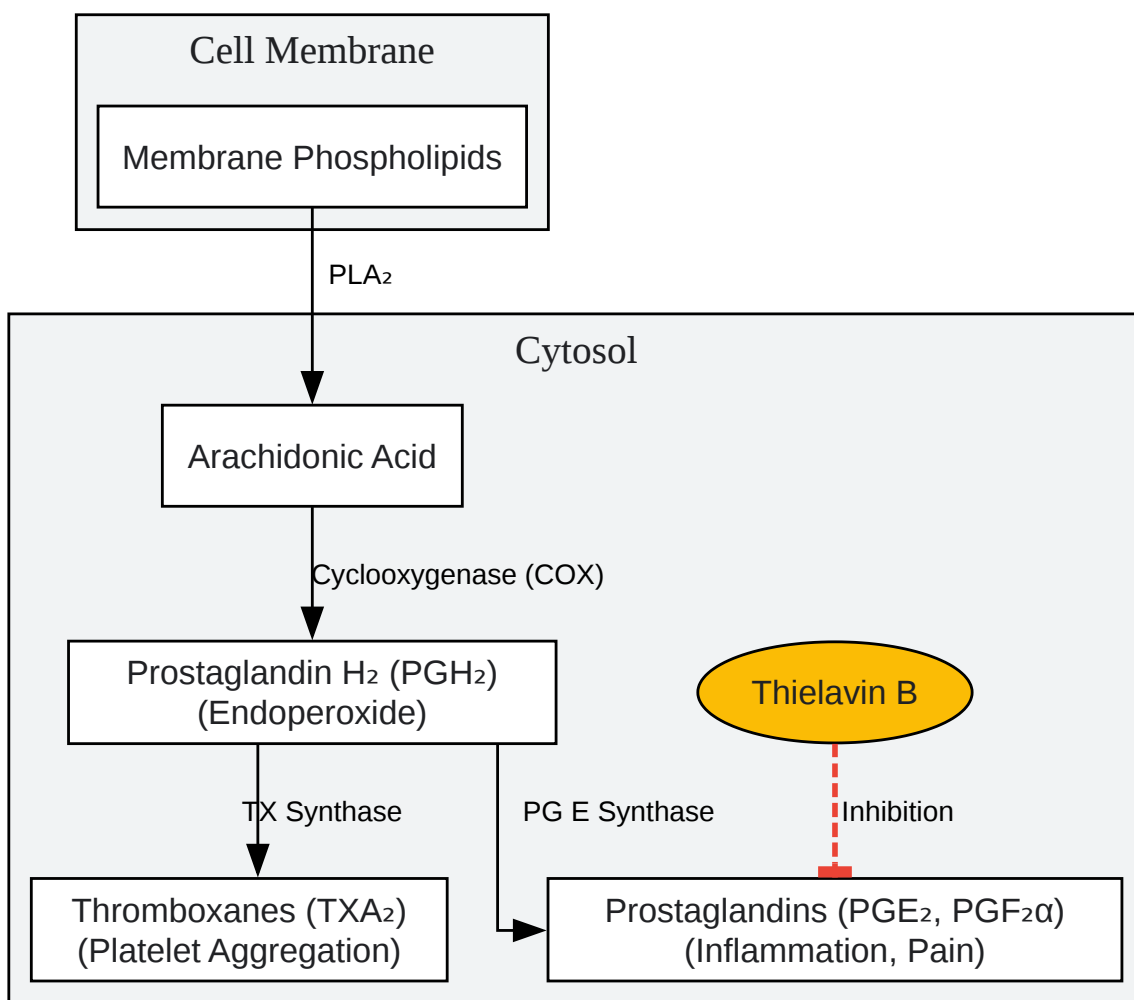 Cell Membrane
Membrane Phospholipids
PLA₂
Cytosol
Arachidonic Acid
Cyclooxygenase (COX)
Prostaglandin H₂ (PGH₂)
(Endoperoxide)
Thielavin B
TX Synthase
PG E Synthase
Inhibition
Thromboxanes (TXA₂)
(Platelet Aggregation)
Prostaglandins (PGE₂, PGF₂α)
(Inflammation, Pain)